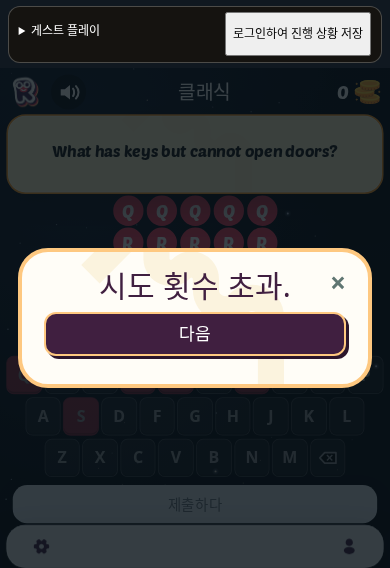 ▶ 게스트 플레이
로그인하여 진행 상황 저장
클래식
0
What has keys but cannot open doors?
Q Q Q Q Q
R R R R R
시도 횟수 초과.
×
다음
A S D F G H J K L
Z X C V B N M
제출하다